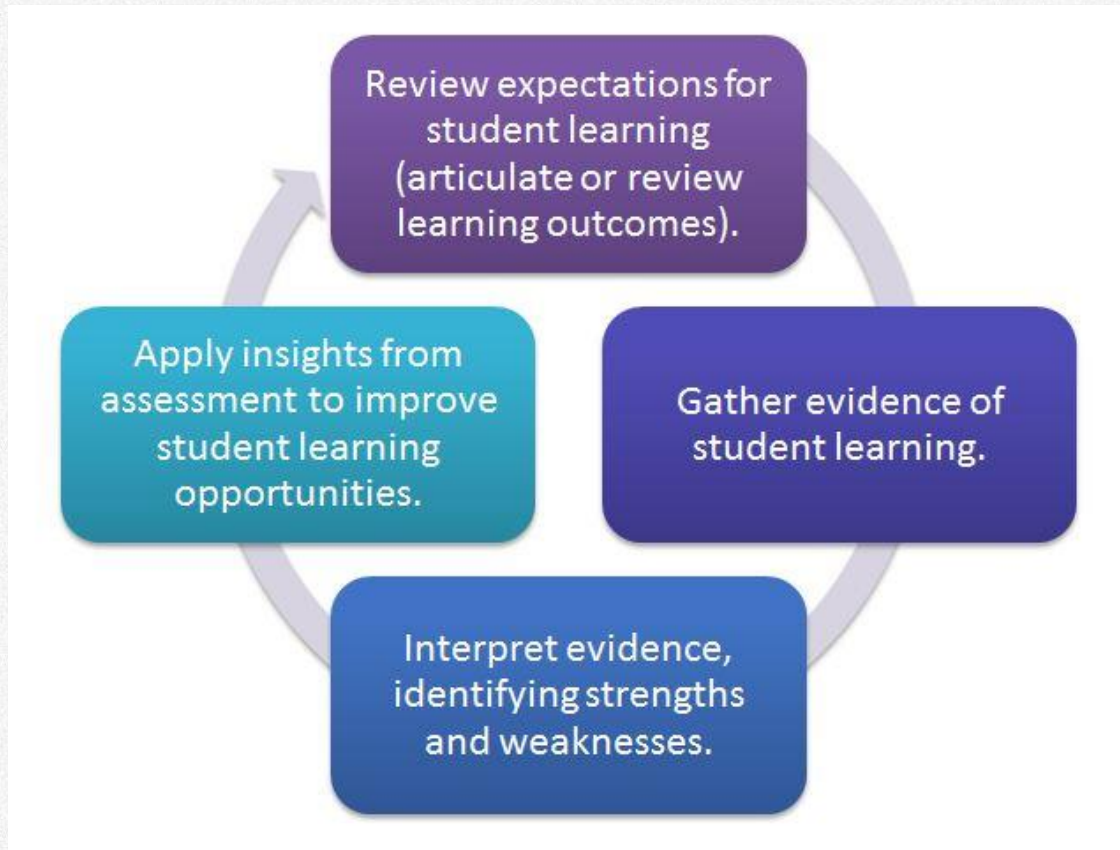 Review expectations for
student learning
(articulate or review
learning outcomes).
Gather evidence of
student learning.
Interpret evidence,
identifying strengths
and weaknesses.
Apply insights from
assessment to improve
student learning
opportunities.